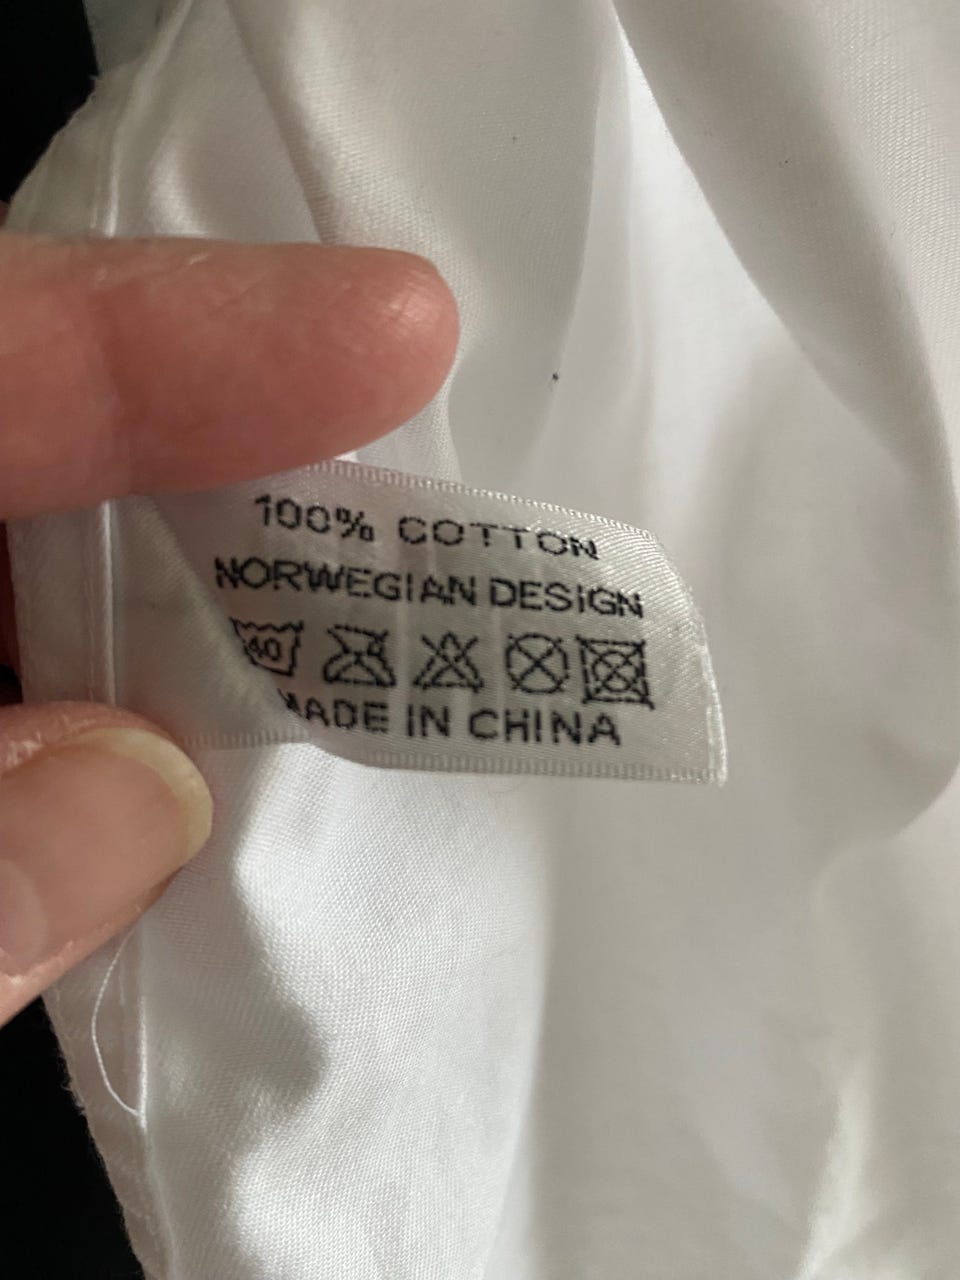 100% COTTON
NORWEGIAN DESIGN
40
MADE IN CHINA